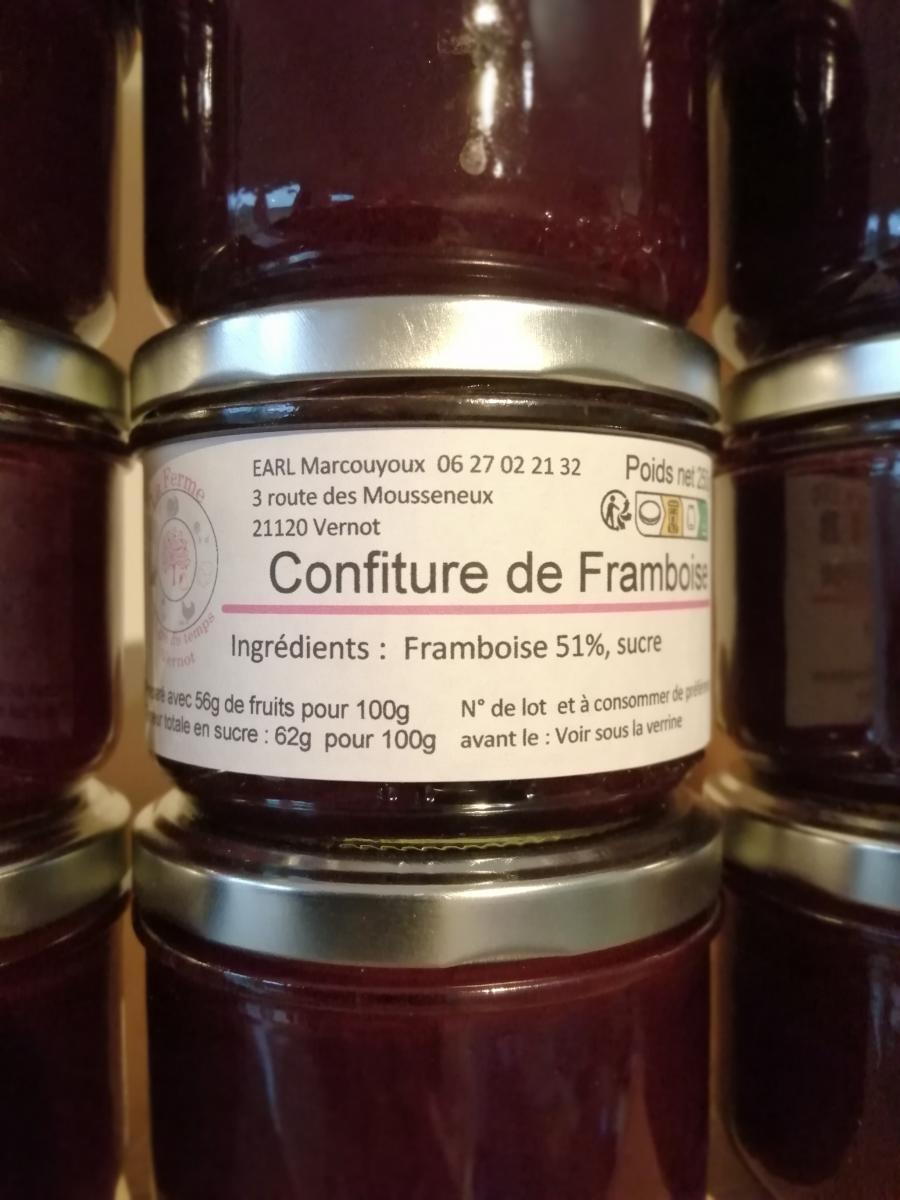 EARL Marcouyoux 06 27 02 21 32
3 route des Mousseneux
21120 Vernot
Poids net
Confiture de Framboise
Ingrédients : Framboise 51%, sucre
avec 56g de fruits pour 100g
totale en sucre : 62g pour 100g
N° de lot et à consommer de
avant le : Voir sous la verrine
Ferme
temps